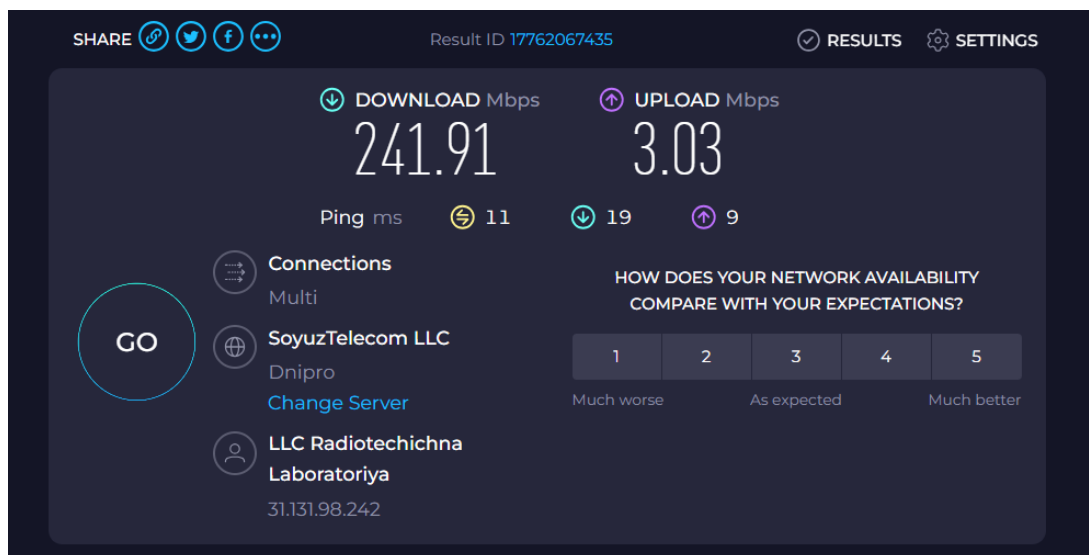 SHARE
Result ID 17762067435
RESULTS
SETTINGS
DOWNLOAD Mbps
UPLOAD Mbps
241.91
3.03
Ping ms 11 19 9
Connections
Multi
SoyuzTelecom LLC
Dnipro
Change Server
LLC Radiotechichna
Laboratoriya
31.131.98.242
GO
HOW DOES YOUR NETWORK AVAILABILITY
COMPARE WITH YOUR EXPECTATIONS?
1 2 3 4 5
Much worse As expected Much better